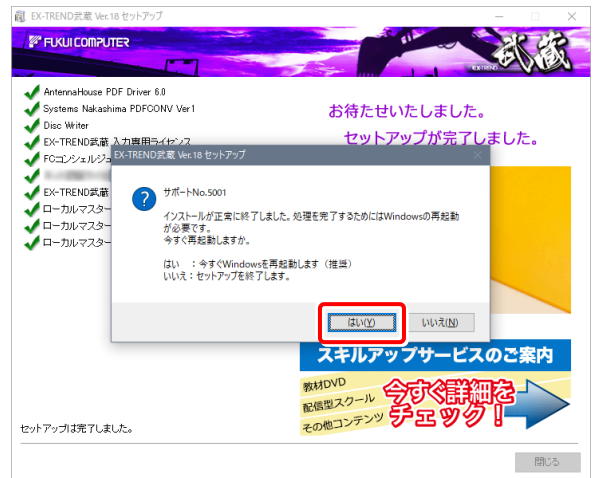 EX-TREND武蔵 Ver.18 セットアップ
FUKUI COMPUTER
EX-TREND
武蔵
AntennaHouse PDF Driver 6.0
Systems Nakashima PDFCONV Ver1
Disc Writer
EX-TREND武蔵 入力専用ライセンス
FCコンシェルジュ
EX-TREND武蔵
ローカルマスター
ローカルマスター
ローカルマスター
お待たせいたしました。
セットアップが完了しました。
EX-TREND武蔵 Ver.18 セットアップ
サポートNo.5001
インストールが正常に終了しました。処理を完了するためにはWindowsの再起動
が必要です。
今すぐ再起動しますか。
はい ：今すぐWindowsを再起動します（推奨）
いいえ：セットアップを終了します。
はい(Y)
いいえ(N)
スキルアップサービスのご案内
教材DVD
配信型スクール
その他コンテンツ
今すぐ詳細を
チェック！
セットアップは完了しました。
閉じる